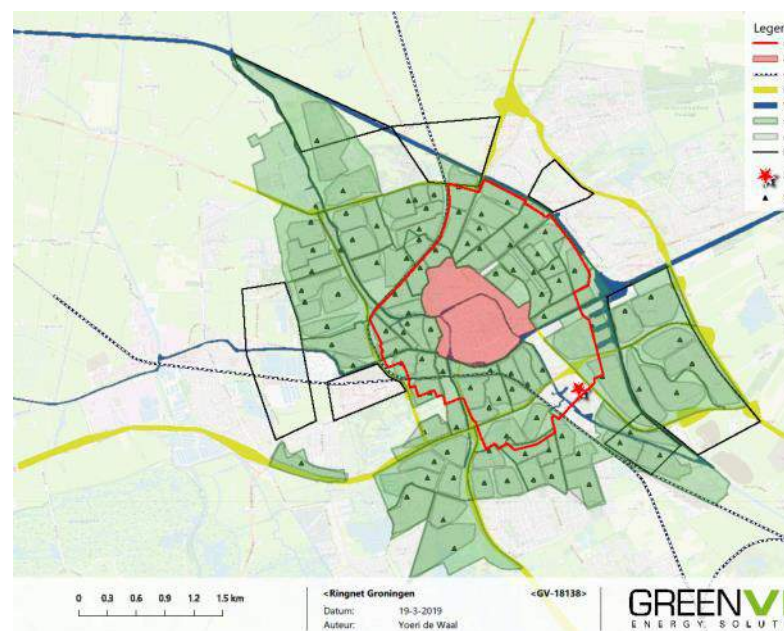 Legen
0 0,3 0,6 0,9 1,2 1.5 km
<Ringnet Groningen <GV-18138>
Datum: 19-3-2019
Auteur: Yoeri de Waal
GREENV
ENERGY SOLUT